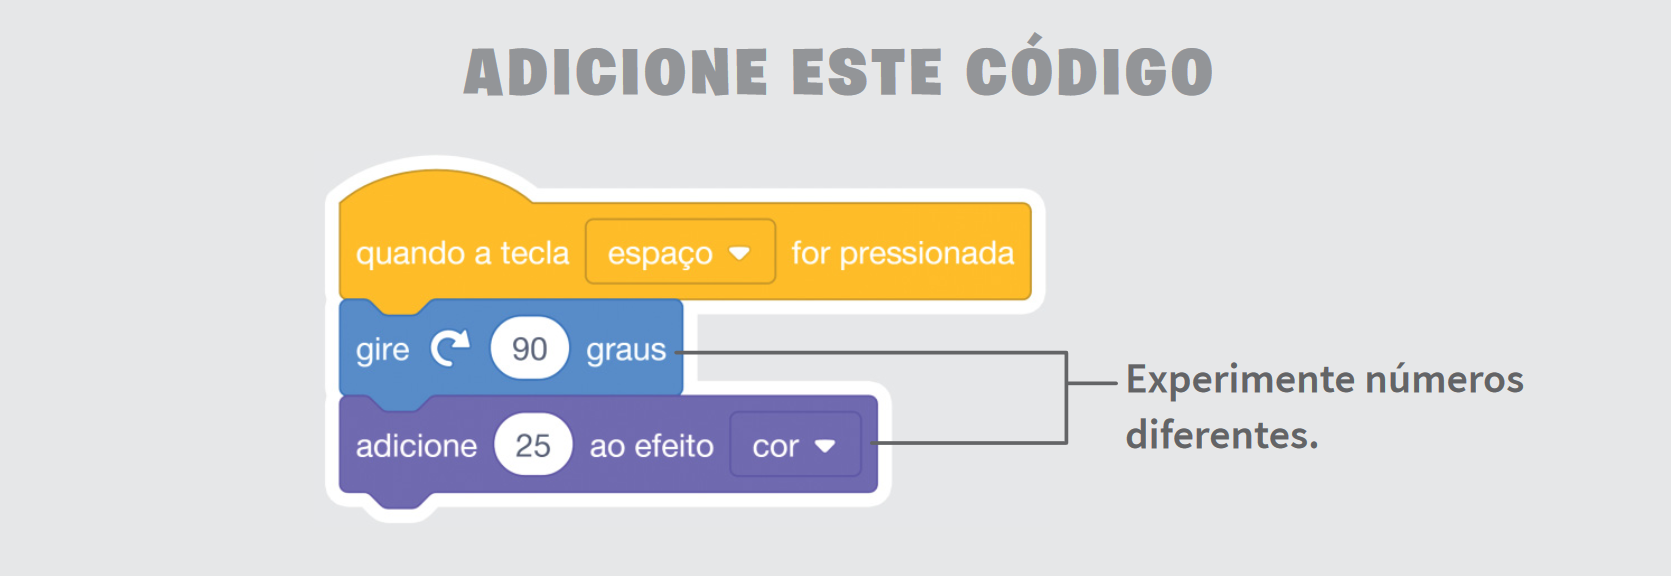 ADICIONE ESTE CÓDIGO
quando a tecla espaço for pressionada
gire 90 graus
adicione 25 ao efeito cor
Experimente números
diferentes.